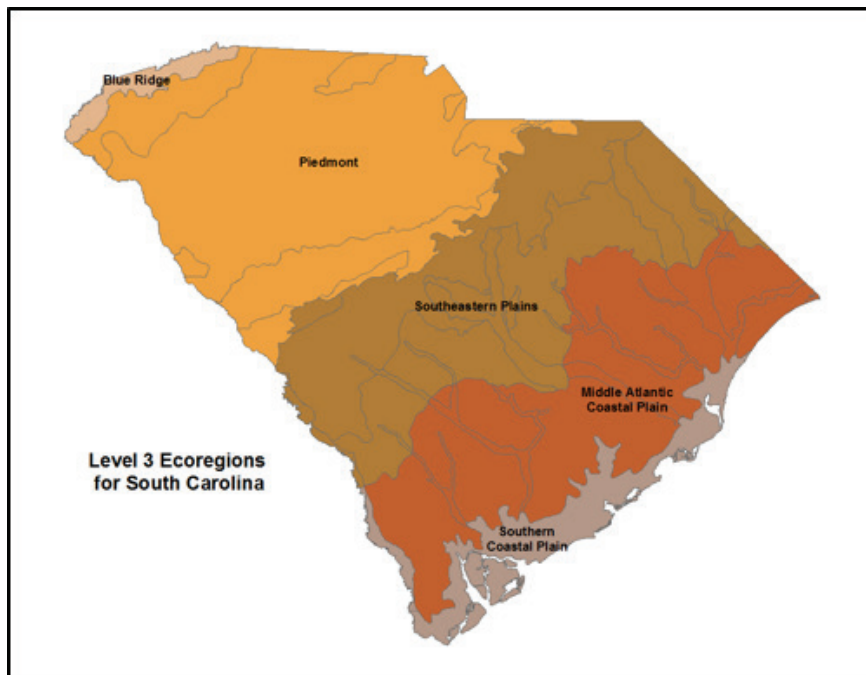 Blue Ridge
Piedmont
Southeastern Plains
Middle Atlantic
Coastal Plain
Level 3 Ecoregions
for South Carolina
Southern
Coastal Plain